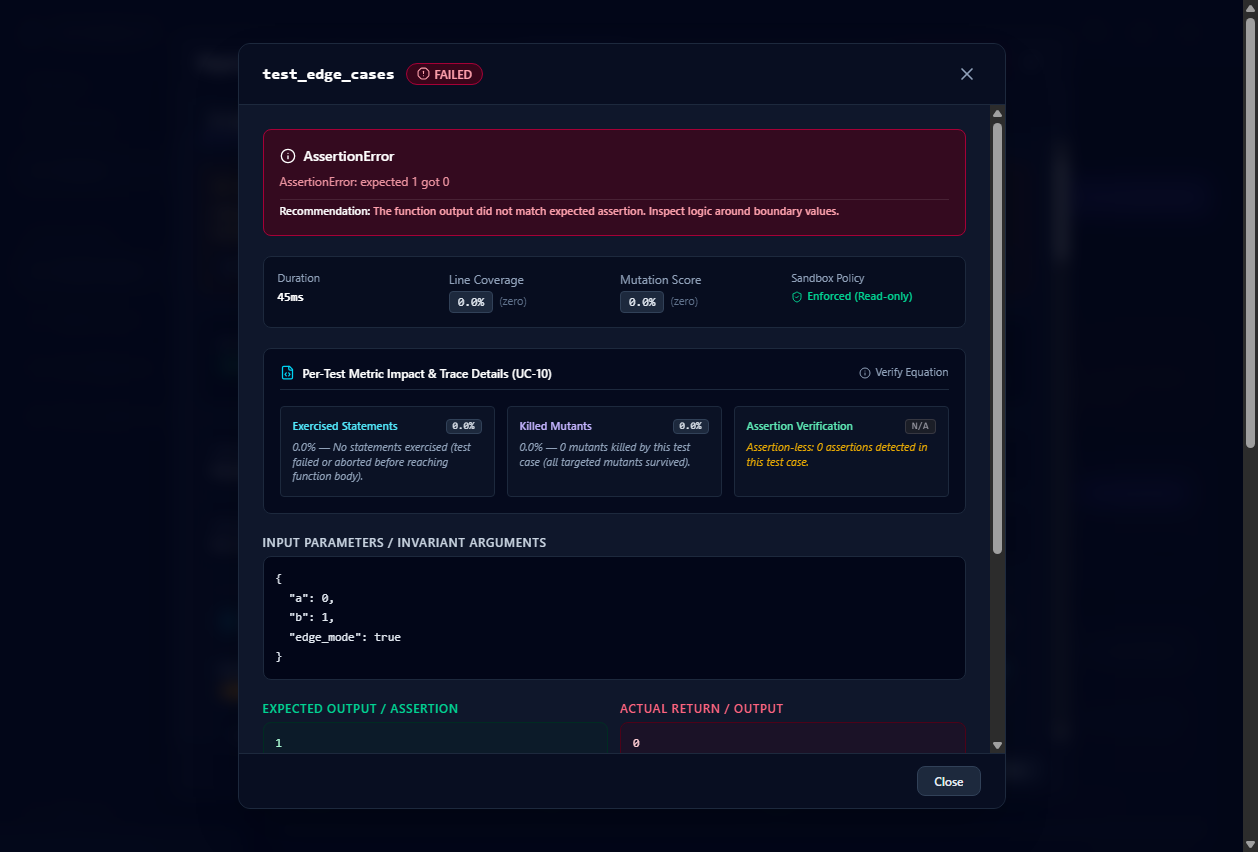 test_edge_cases FAILED
AssertionError
AssertionError: expected 1 got 0
Recommendation: The function output did not match expected assertion. Inspect logic around boundary values.
Duration
45ms
Line Coverage
0.0% (zero)
Mutation Score
0.0% (zero)
Sandbox Policy
Enforced (Read-only)
Per-Test Metric Impact & Trace Details (UC-10)
Verify Equation
Exercised Statements 0.0%
0.0% — No statements exercised (test
failed or aborted before reaching
function body).
Killed Mutants 0.0%
0.0% — 0 mutants killed by this test
case (all targeted mutants survived).
Assertion Verification N/A
Assertion-less: 0 assertions detected in
this test case.
INPUT PARAMETERS / INVARIANT ARGUMENTS
{
"a": 0,
"b": 1,
"edge_mode": true
}
EXPECTED OUTPUT / ASSERTION
1
ACTUAL RETURN / OUTPUT
0
Close